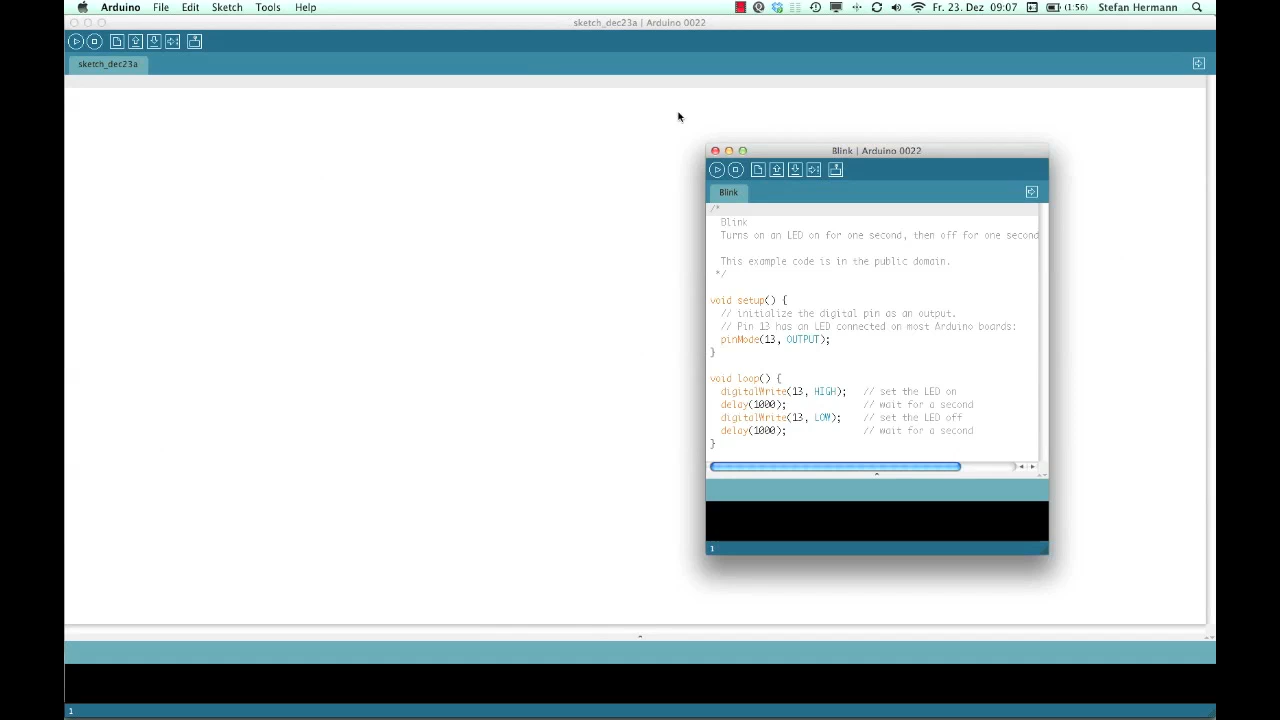 Arduino File Edit Sketch Tools Help Fr. 23. Dez 09:07 (1:56) Stefan Hermann
sketch_dec23a | Arduino 0022
sketch_dec23a
Blink | Arduino 0022
Blink
/*
Blink
Turns on an LED on for one second, then off for one second
This example code is in the public domain.
*/
void setup() {
// initialize the digital pin as an output.
// Pin 13 has an LED connected on most Arduino boards:
pinMode(13, OUTPUT);
}
void loop() {
digitalWrite(13, HIGH); // set the LED on
delay(1000); // wait for a second
digitalWrite(13, LOW); // set the LED off
delay(1000); // wait for a second
}
1
1